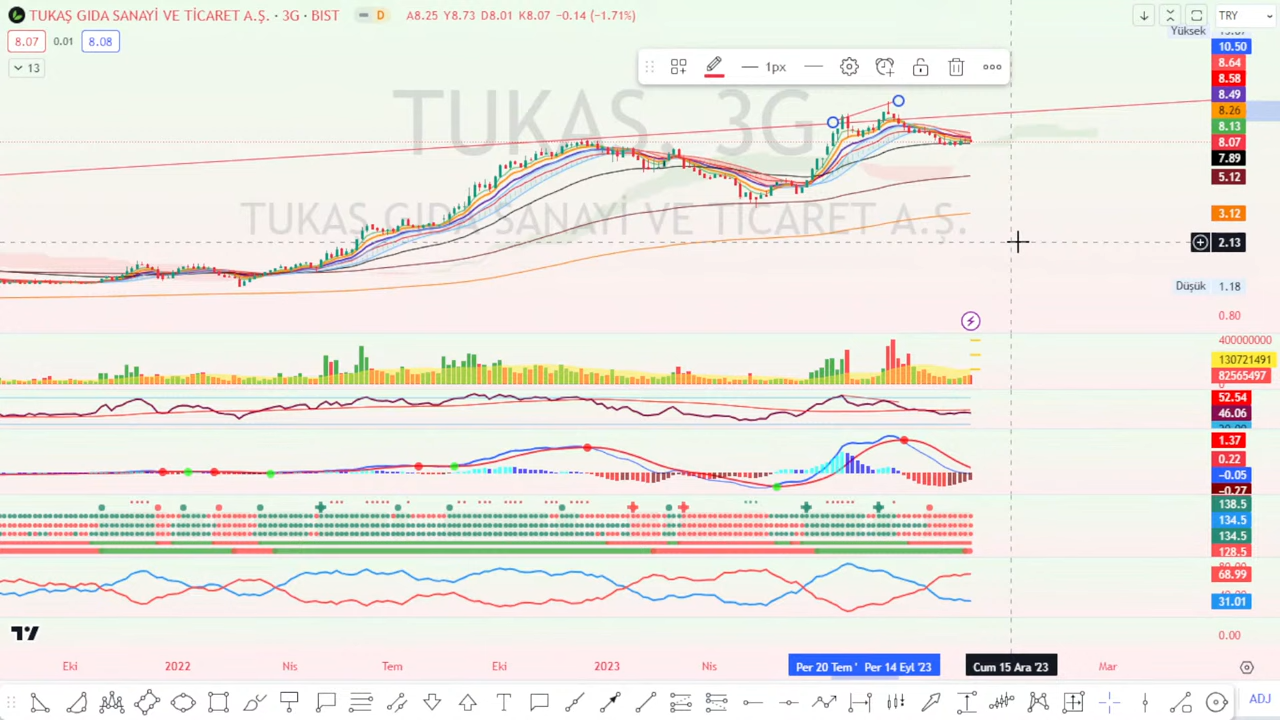 TUKAŞ GIDA SANAYİ VE TİCARET A.Ş. · 3G · BIST
D
A8.25 Y8.73 D8.01 K8.07 −0.14 (−1.71%)
TRY
8.07 0.01 8.08
13
1px
TUKAS, 3G
TUKAŞ GIDA SANAYİ VE TİCARET A.Ş.
Yüksek
10.50
8.64
8.58
8.49
8.26
8.13
8.07
7.89
5.12
3.12
2.13
Düşük 1.18
0.80
400000000
130721491
82565497
52.54
46.06
1.37
0.22
−0.05
−0.27
138.5
134.5
134.5
128.5
68.99
31.01
0.00
Eki 2022 Nis Tem Eki 2023 Nis Per 20 Tem ' Per 14 Eyl '23 Cum 15 Ara '23 Mar
ADJ